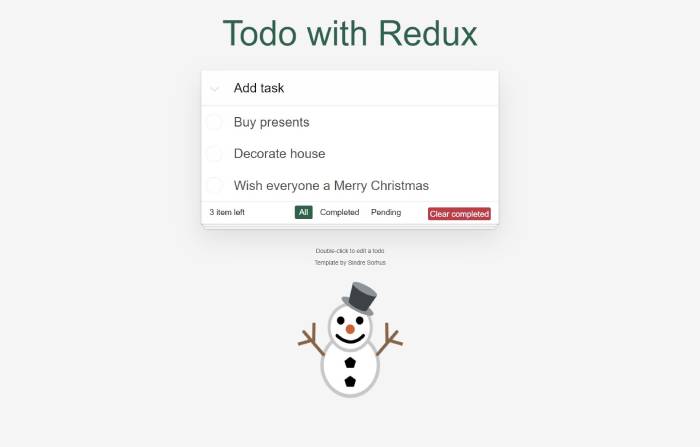 Todo with Redux
Add task
Buy presents
Decorate house
Wish everyone a Merry Christmas
3 item left All Completed Pending Clear completed
Double-click to edit a todo
Template by Sindre Sorhus